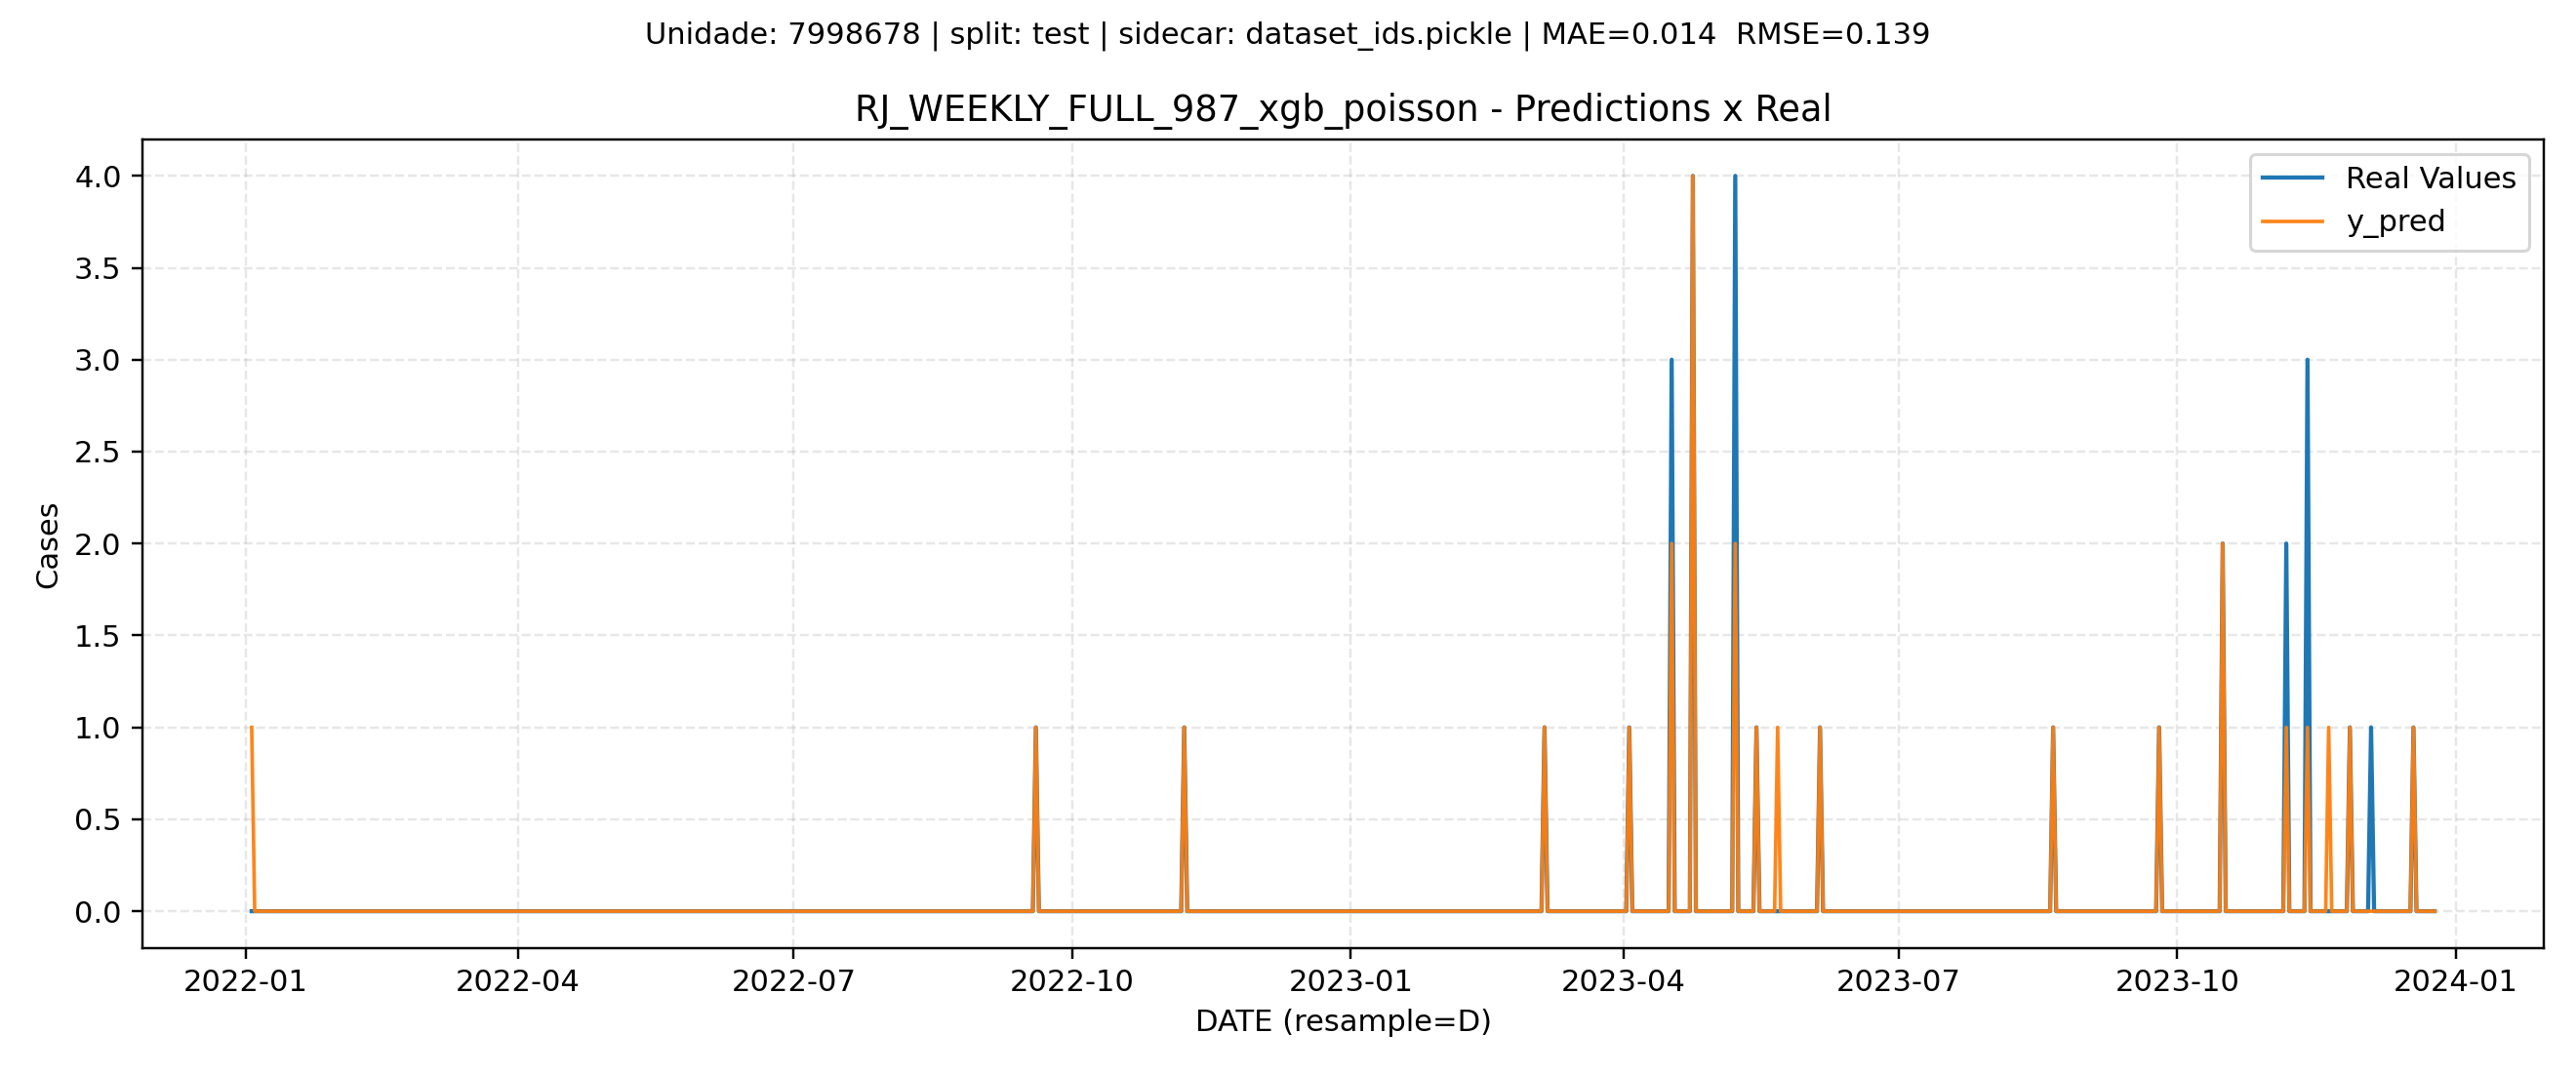 Unidade: 7998678 | split: test | sidecar: dataset_ids.pickle | MAE=0.014  RMSE=0.139
RJ_WEEKLY_FULL_987_xgb_poisson - Predictions x Real
Real Values
y_pred
4.0
3.5
3.0
2.5
2.0
1.5
1.0
0.5
0.0
Cases
2022-01 2022-04 2022-07 2022-10 2023-01 2023-04 2023-07 2023-10 2024-01
DATE (resample=D)